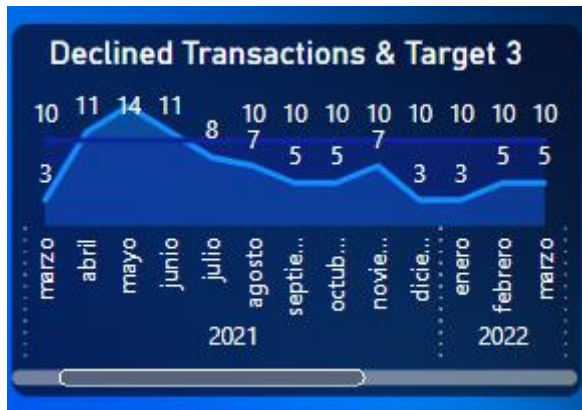 Declined Transactions & Target 3
10 11 14 11 10 10 10 10 10 10 10 10
3 8 7 5 5 7 3 3 5 5
marzo abril mayo junio julio agosto septie... octub... novie... dicie... enero febrero marzo
2021 2022